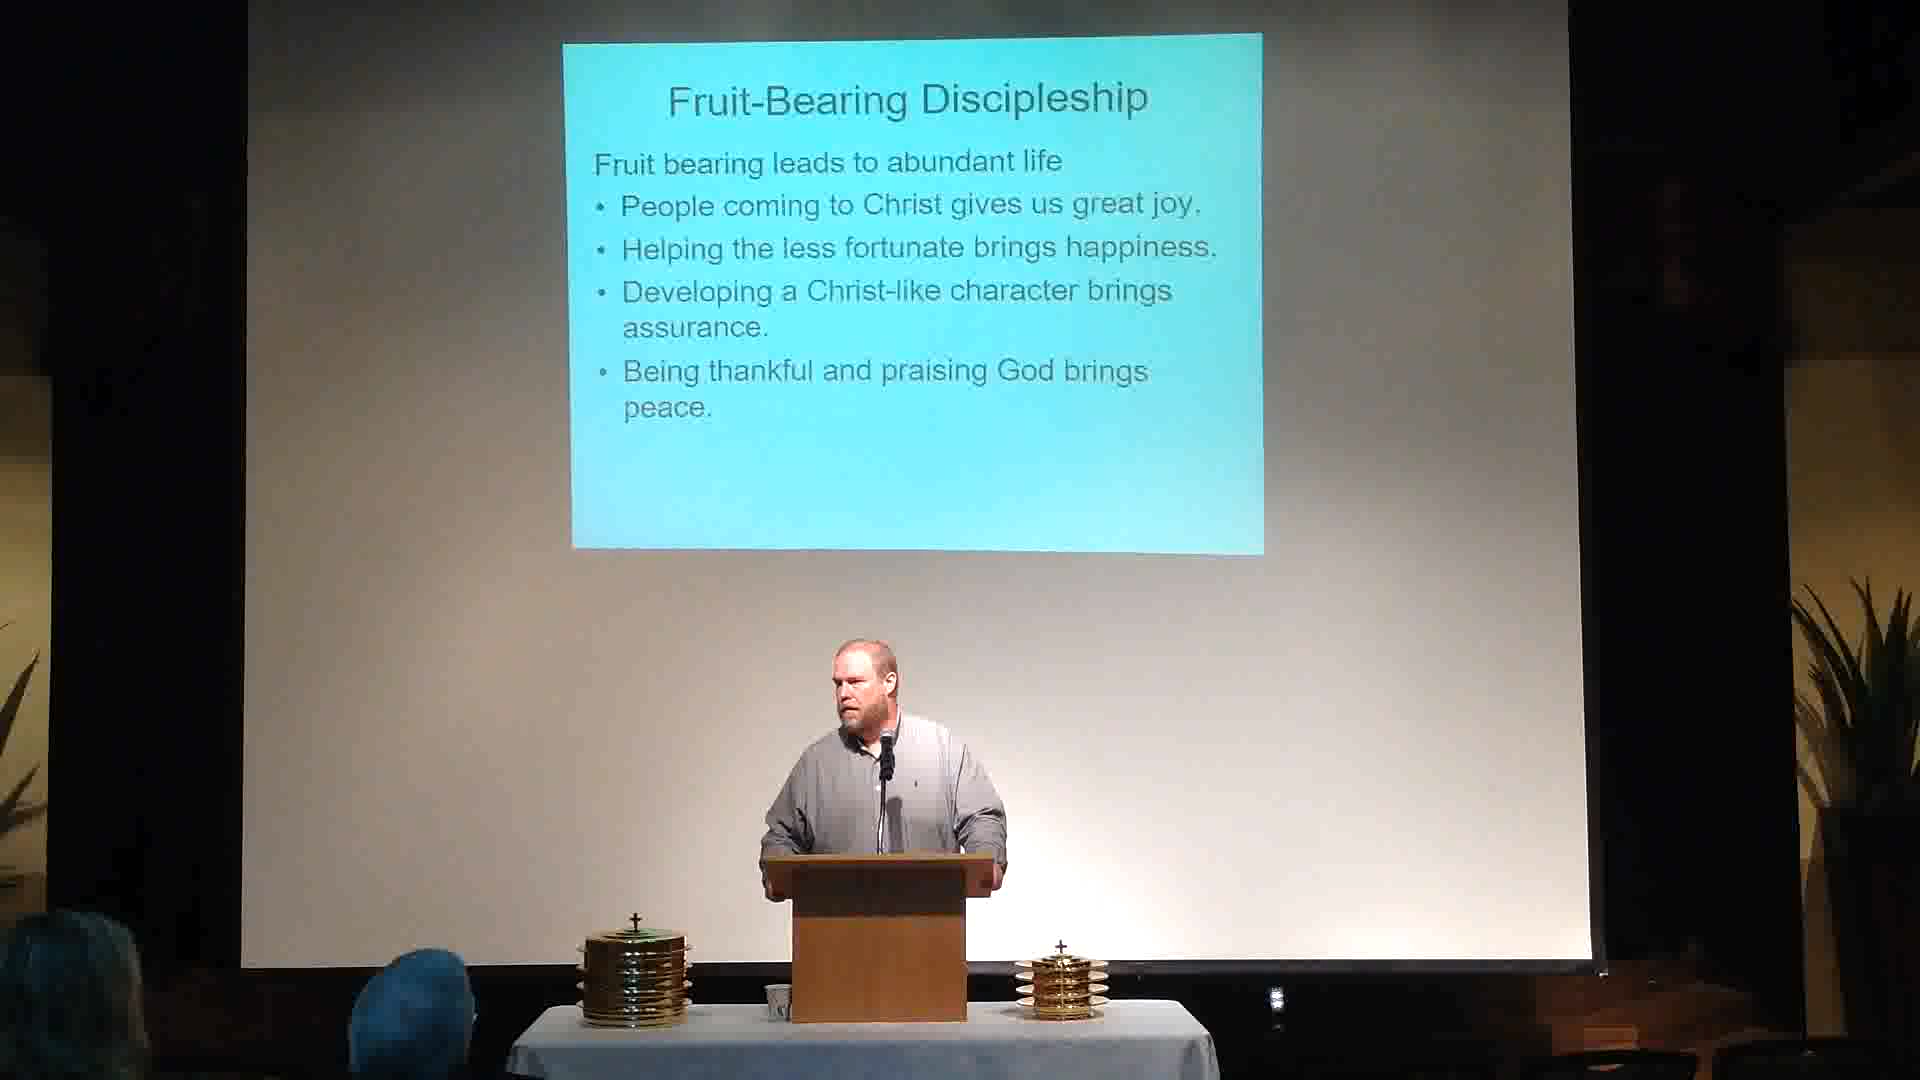 Fruit-Bearing Discipleship
Fruit bearing leads to abundant life
• People coming to Christ gives us great joy.
• Helping the less fortunate brings happiness.
• Developing a Christ-like character brings
assurance.
• Being thankful and praising God brings
peace.